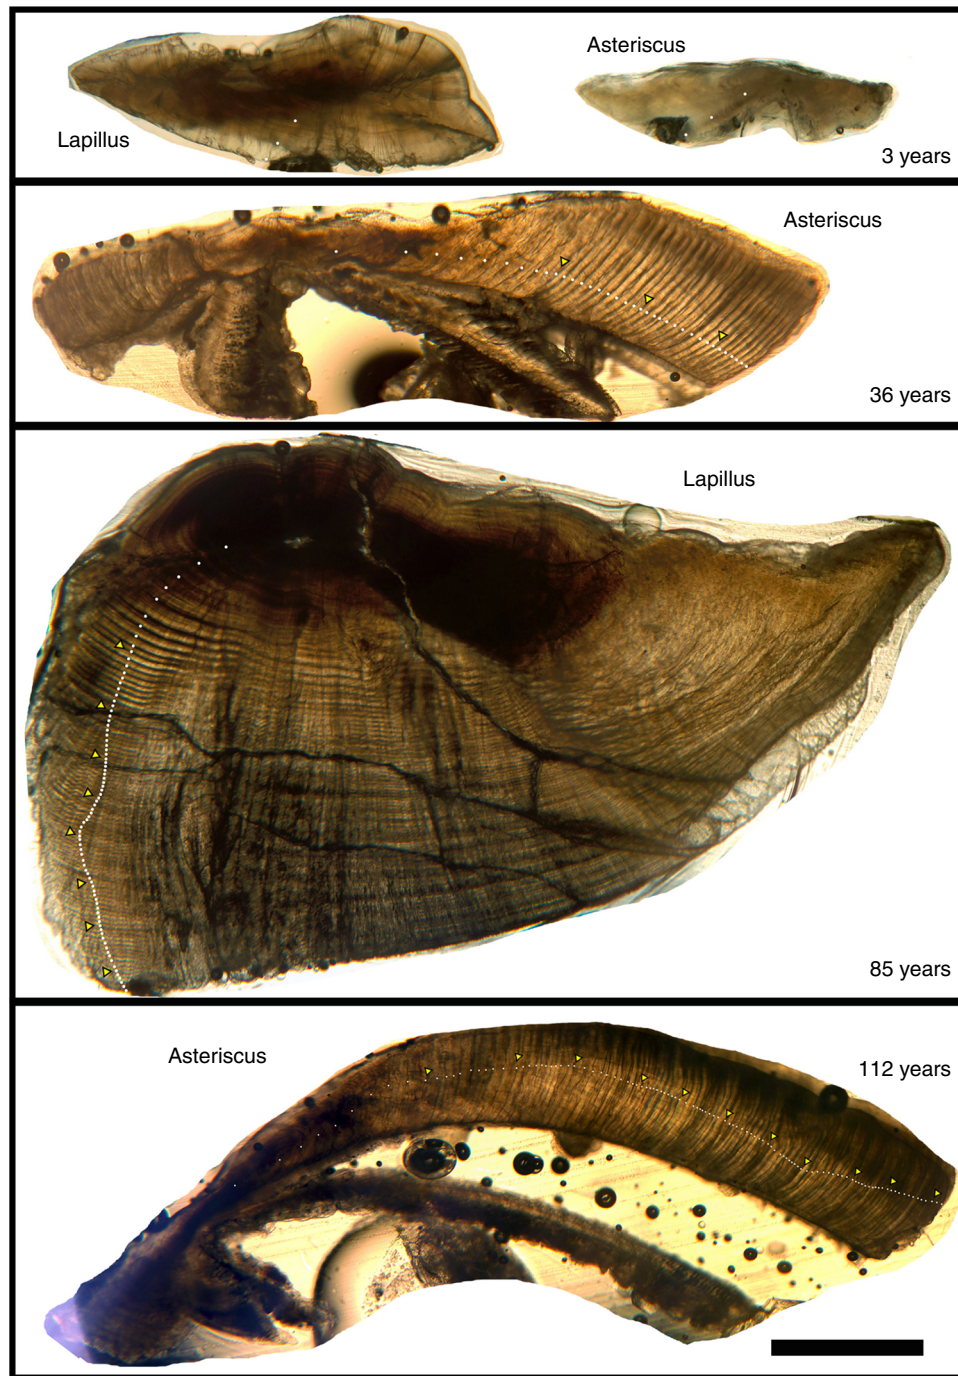 Lapillus
Asteriscus
3 years
Asteriscus
36 years
Lapillus
85 years
Asteriscus
112 years